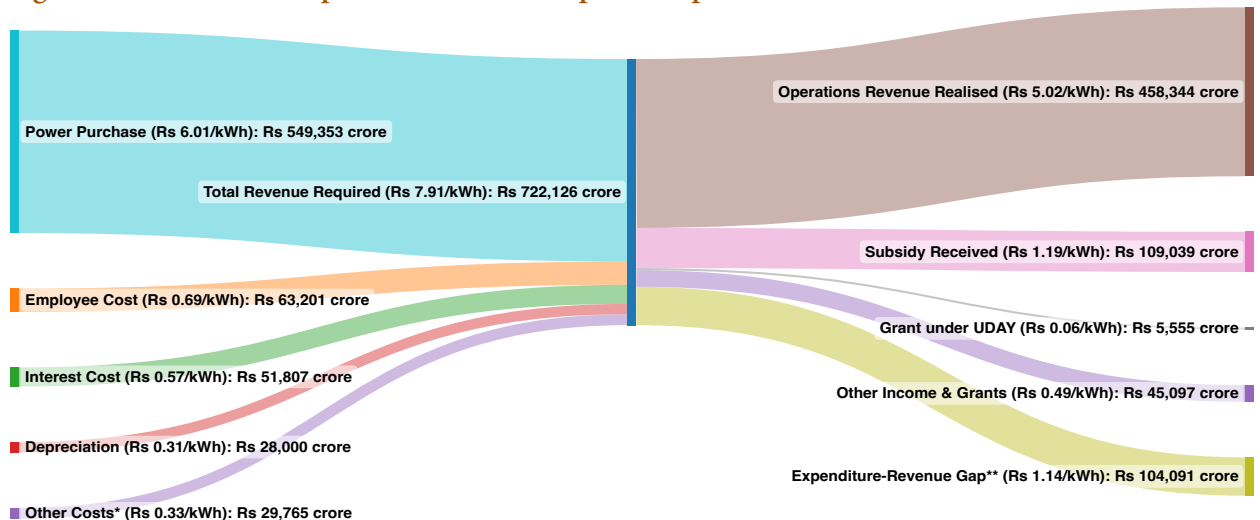 Power Purchase (Rs 6.01/kWh): Rs 549,353 crore
Employee Cost (Rs 0.69/kWh): Rs 63,201 crore
Interest Cost (Rs 0.57/kWh): Rs 51,807 crore
Depreciation (Rs 0.31/kWh): Rs 28,000 crore
Other Costs* (Rs 0.33/kWh): Rs 29,765 crore
Total Revenue Required (Rs 7.91/kWh): Rs 722,126 crore
Operations Revenue Realised (Rs 5.02/kWh): Rs 458,344 crore
Subsidy Received (Rs 1.19/kWh): Rs 109,039 crore
Grant under UDAY (Rs 0.06/kWh): Rs 5,555 crore
Other Income & Grants (Rs 0.49/kWh): Rs 45,097 crore
Expenditure-Revenue Gap** (Rs 1.14/kWh): Rs 104,091 crore